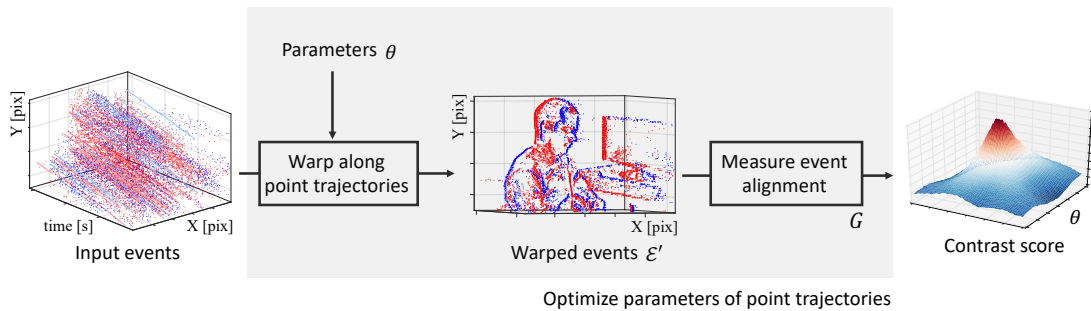 Parameters θ
Y [pix]
time [s]
X [pix]
Input events
Warp along
point trajectories
Y [pix]
X [pix]
Warped events ℰ′
Measure event
alignment
G
θ
Contrast score
Optimize parameters of point trajectories